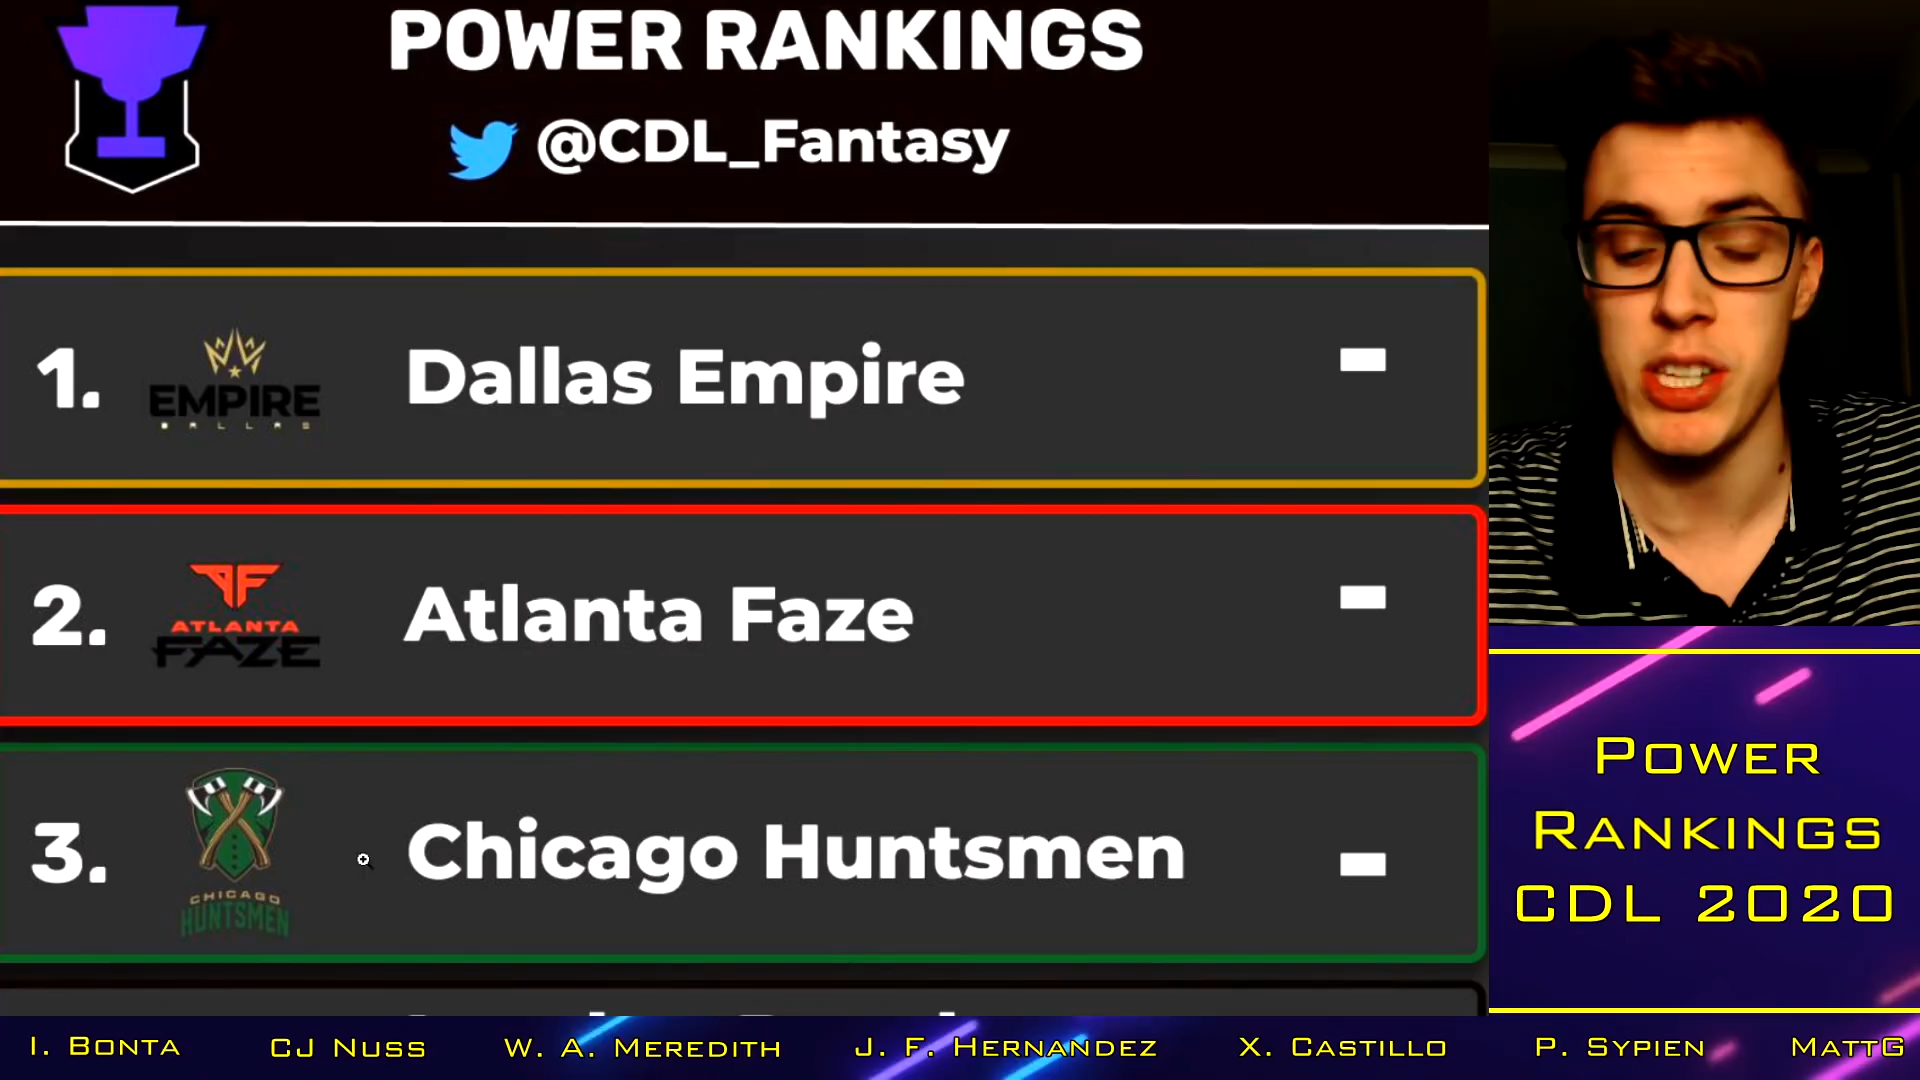 POWER RANKINGS
@CDL_Fantasy
1. EMPIRE DALLAS Dallas Empire -
2. ATLANTA FAZE Atlanta Faze -
3. CHICAGO HUNTSMEN Chicago Huntsmen -
POWER
RANKINGS
CDL 2020
I. BONTA CJ NUSS W. A. MEREDITH J. F. HERNANDEZ X. CASTILLO P. SYPIEN MATTG